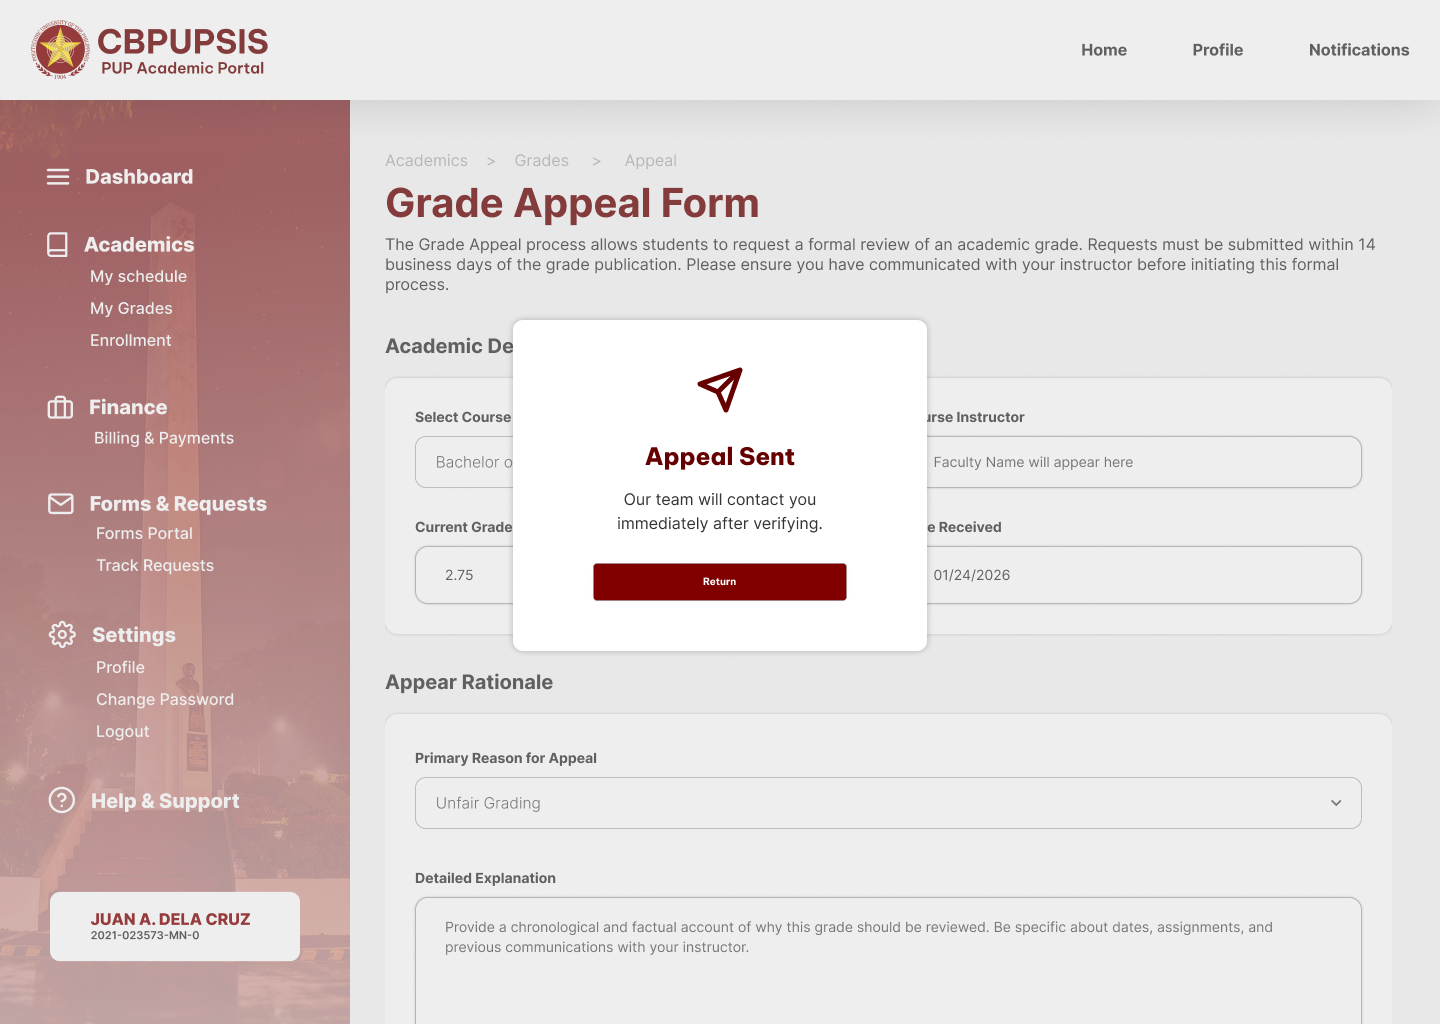 CBPUPSIS
PUP Academic Portal
Home
Profile
Notifications
Dashboard
Academics
My schedule
My Grades
Enrollment
Finance
Billing & Payments
Forms & Requests
Forms Portal
Track Requests
Settings
Profile
Change Password
Logout
Help & Support
JUAN A. DELA CRUZ
2021-023573-MN-0
Academics > Grades > Appeal
Grade Appeal Form
The Grade Appeal process allows students to request a formal review of an academic grade. Requests must be submitted within 14
business days of the grade publication. Please ensure you have communicated with your instructor before initiating this formal
process.
Academic De
Select Course
urse Instructor
Bachelor o
Faculty Name will appear here
Current Grade
e Received
2.75
01/24/2026
Appeal Sent
Our team will contact you
immediately after verifying.
Return
Appear Rationale
Primary Reason for Appeal
Unfair Grading
Detailed Explanation
Provide a chronological and factual account of why this grade should be reviewed. Be specific about dates, assignments, and
previous communications with your instructor.